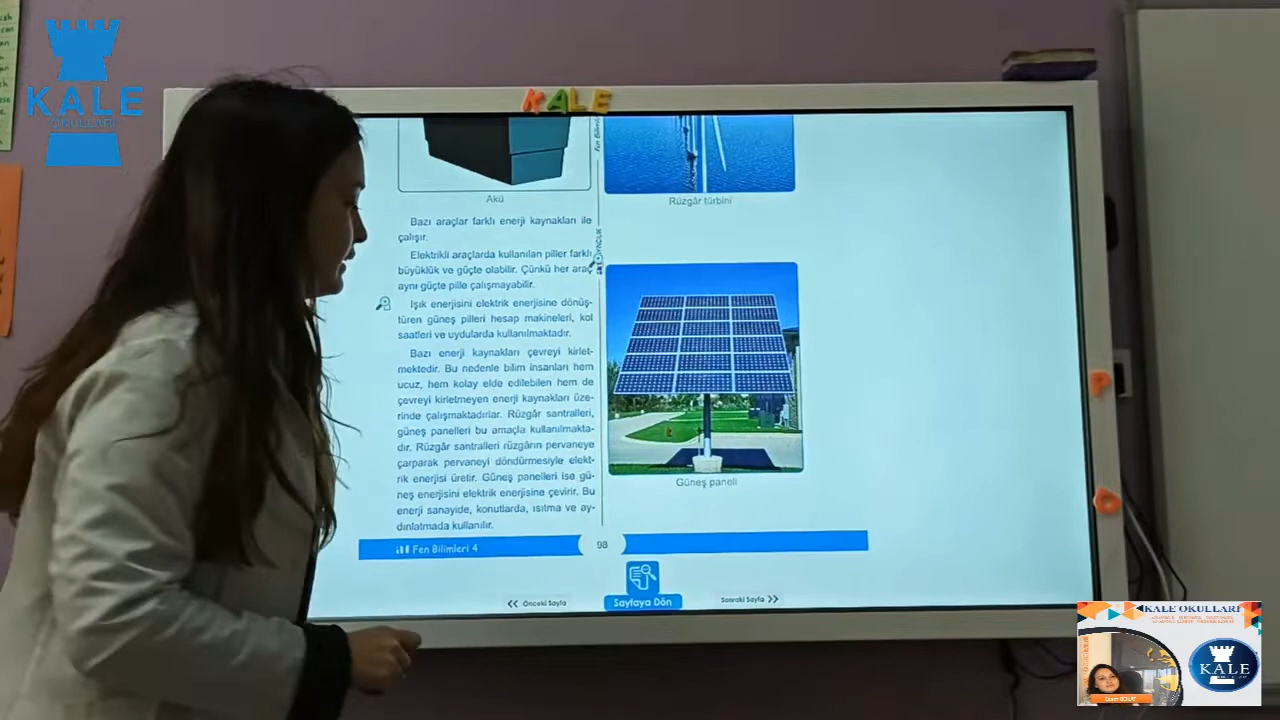 KALE
OKULLARI
KALE
Akü
Rüzgâr türbini
Bazı araçlar farklı enerji kaynakları ile
çalışır.
Elektrikli araçlarda kullanılan piller farklı
büyüklük ve güçte olabilir. Çünkü her araç
aynı güçte pille çalışmayabilir.
Işık enerjisini elektrik enerjisine dönüş-
türen güneş pilleri hesap makineleri, kol
saatleri ve uydularda kullanılmaktadır.
Bazı enerji kaynakları çevreyi kirlet-
mektedir. Bu nedenle bilim insanları hem
ucuz, hem kolay elde edilebilen hem de
çevreyi kirletmeyen enerji kaynakları üze-
rinde çalışmaktadırlar. Rüzgâr santralleri,
güneş panelleri bu amaçla kullanılmakta-
dır. Rüzgâr santralleri rüzgârın pervaneye
çarparak pervaneyi döndürmesiyle elekt-
rik enerjisi üretir. Güneş panelleri ise gü-
neş enerjisini elektrik enerjisine çevirir. Bu
enerji sanayide, konutlarda, ısıtma ve ay-
dınlatmada kullanılır.
Güneş paneli
Fen Bilimleri 4
98
Önceki Sayfa
Sayfaya Dön
Sonraki Sayfa
P
KALE OKULLARI
KALE